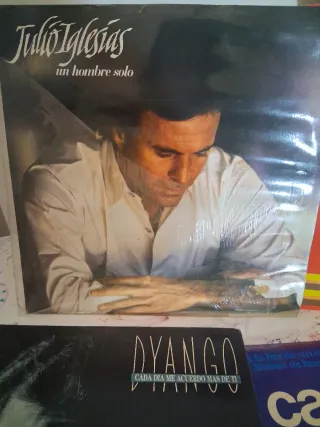 Julio Iglesias
un hombre solo
DYANGO
CADA DIA ME ACUERDO MAS DE TI
ca